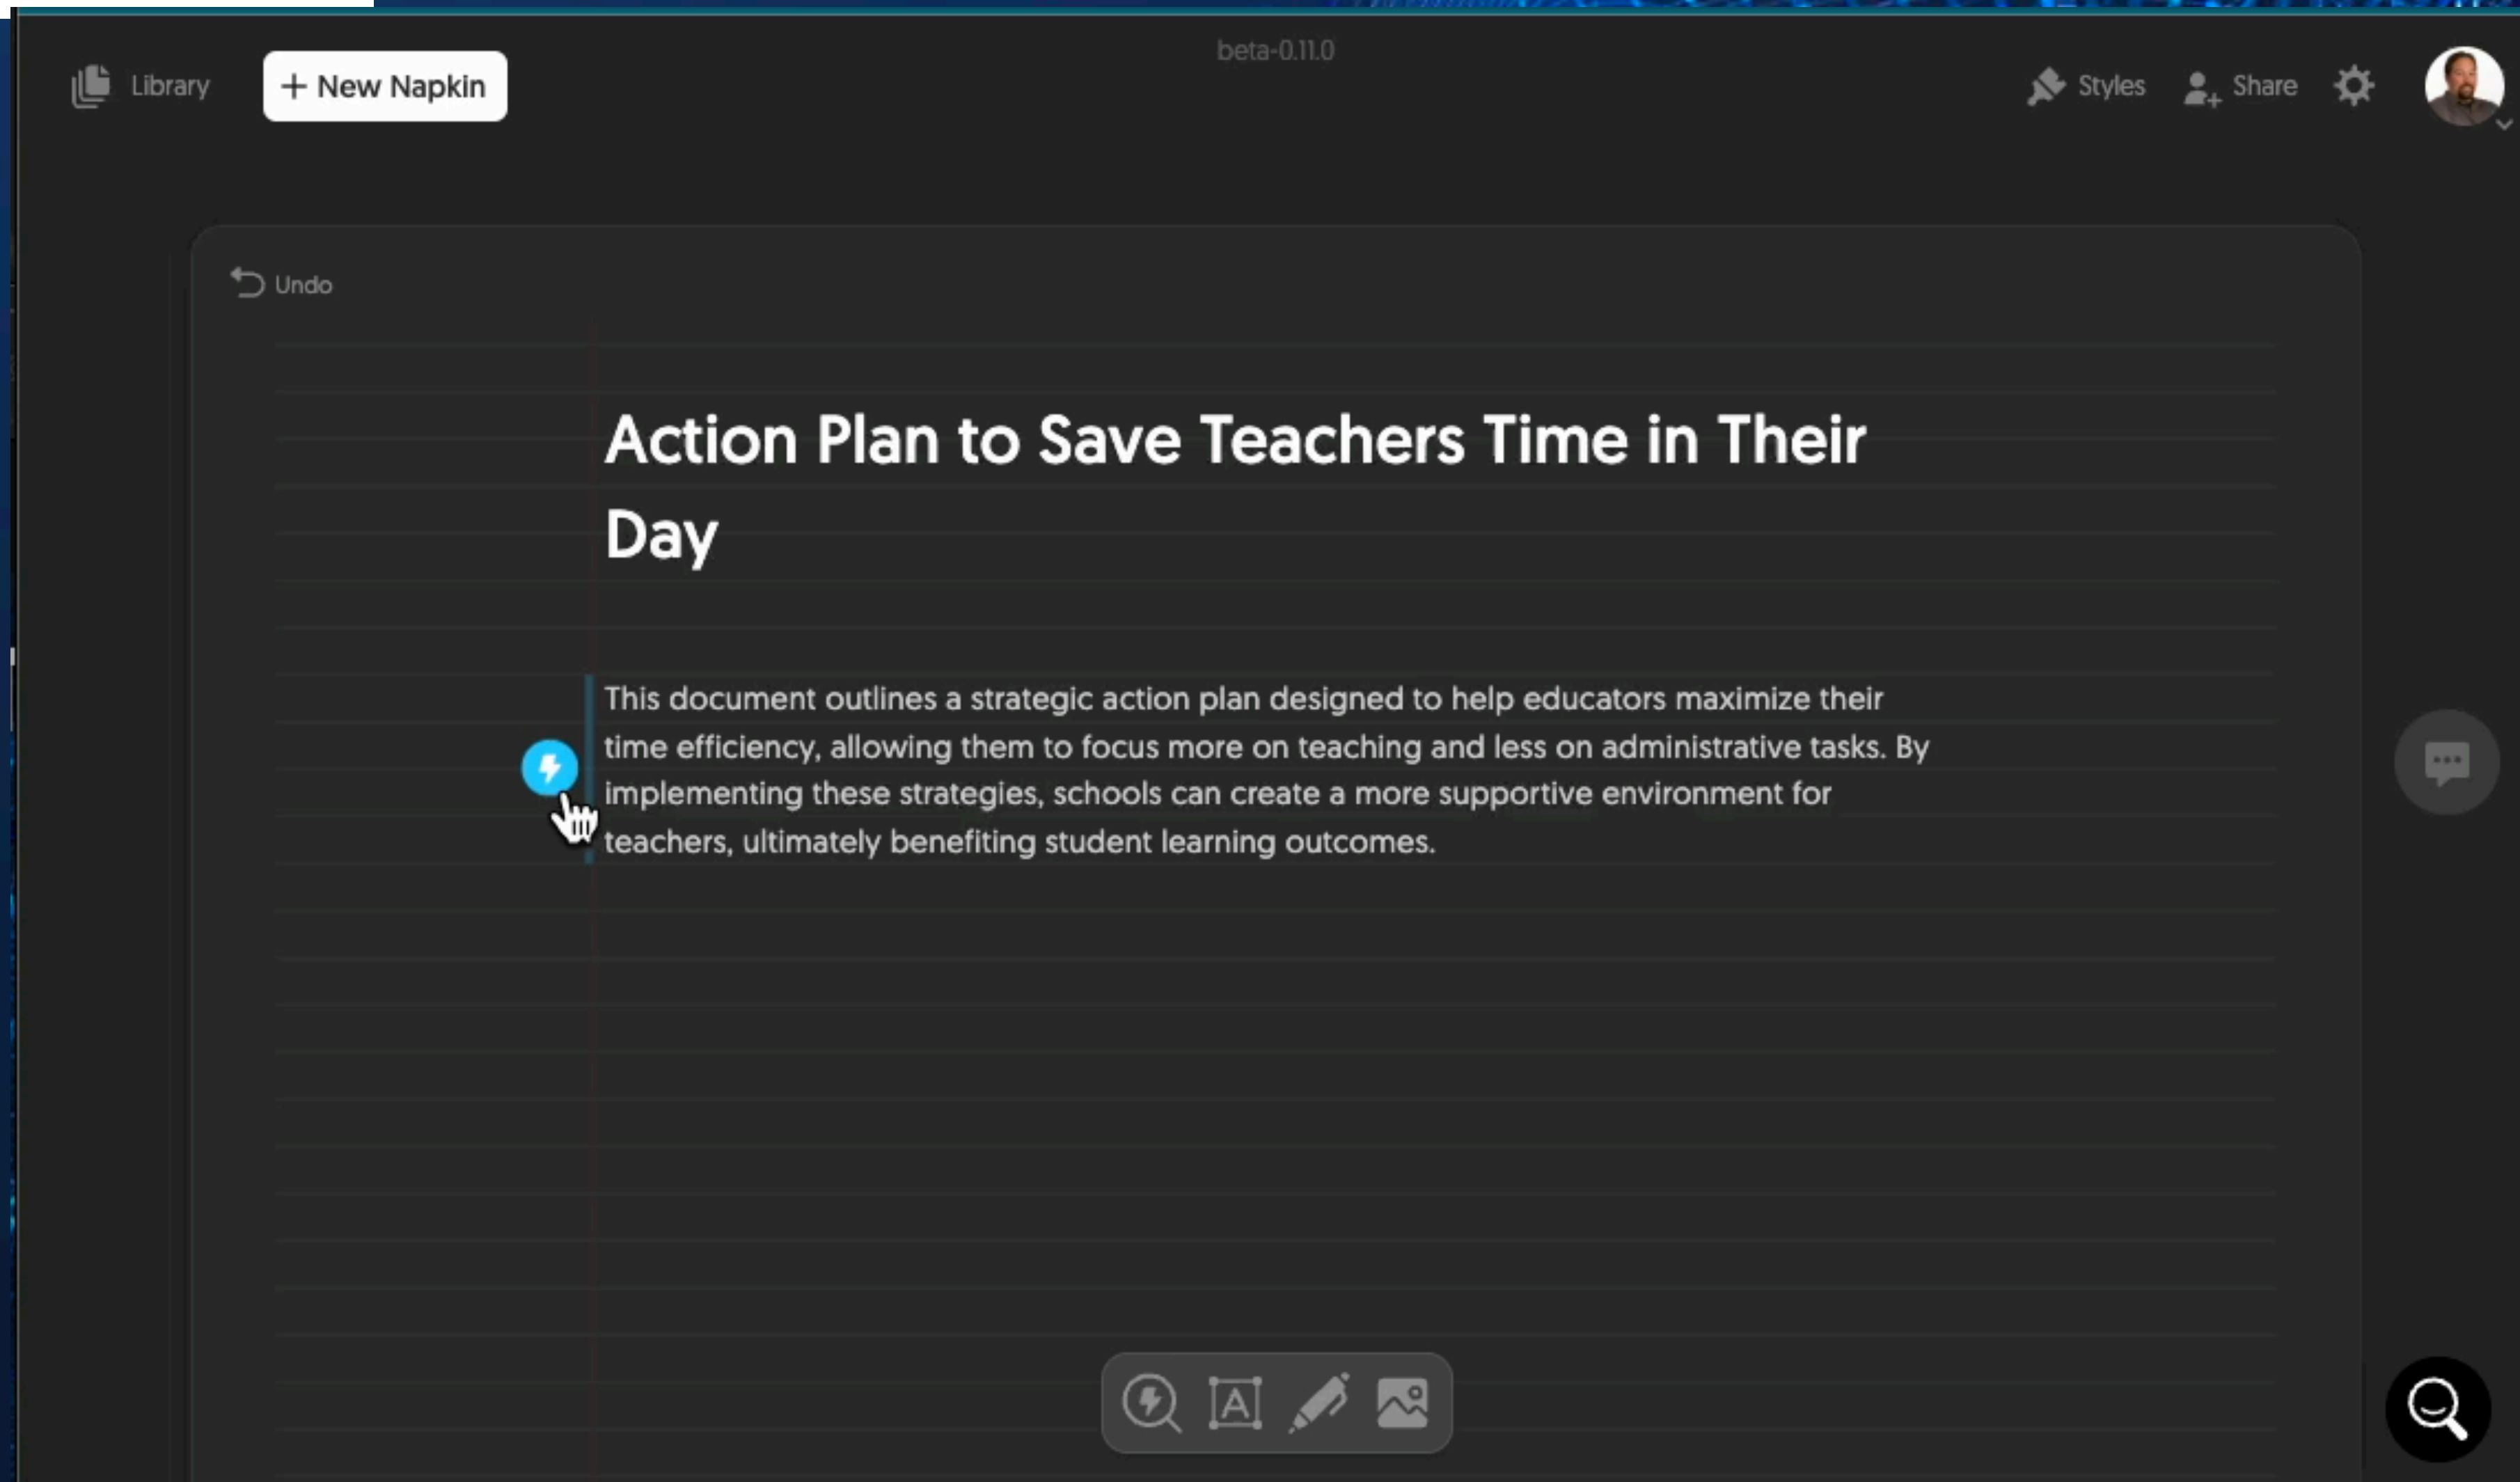 beta-0.11.0
Library
+ New Napkin
Styles
Share
Undo
Action Plan to Save Teachers Time in Their
Day
This document outlines a strategic action plan designed to help educators maximize their
time efficiency, allowing them to focus more on teaching and less on administrative tasks. By
implementing these strategies, schools can create a more supportive environment for
teachers, ultimately benefiting student learning outcomes.
A